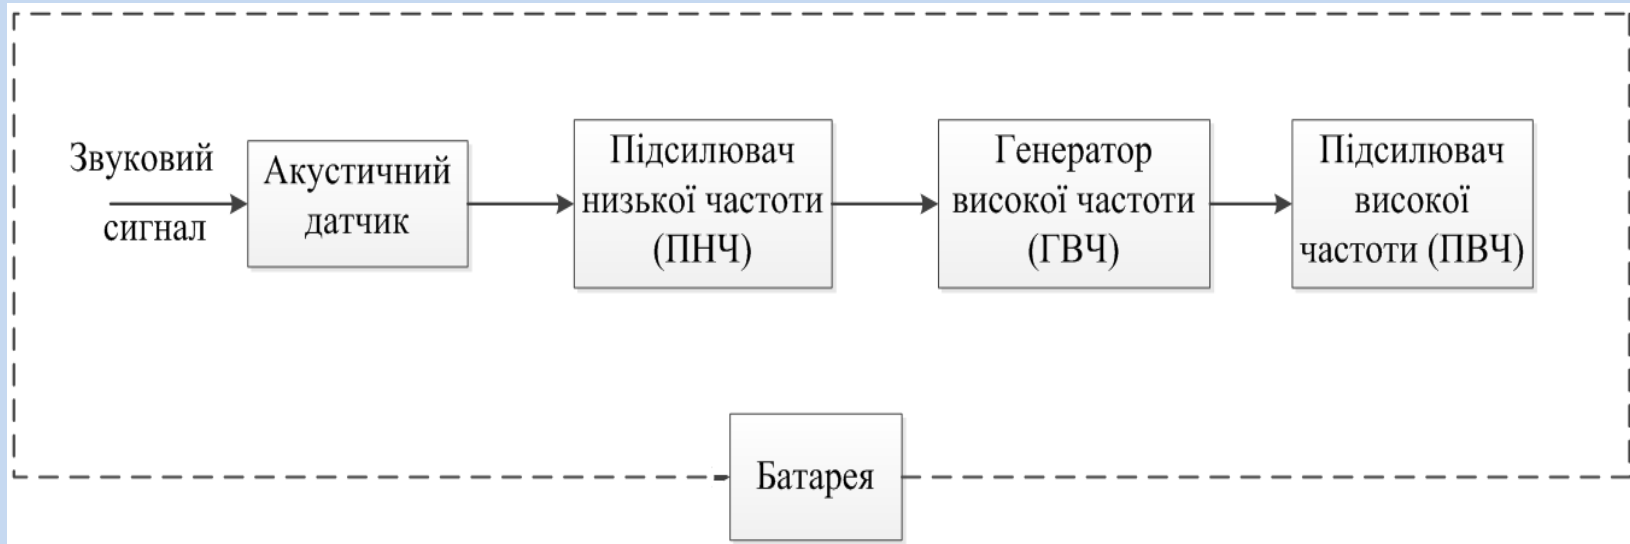 Звуковий
сигнал
Акустичний
датчик
Підсилювач
низької частоти
(ПНЧ)
Генератор
високої частоти
(ГВЧ)
Підсилювач
високої
частоти (ПВЧ)
Батарея